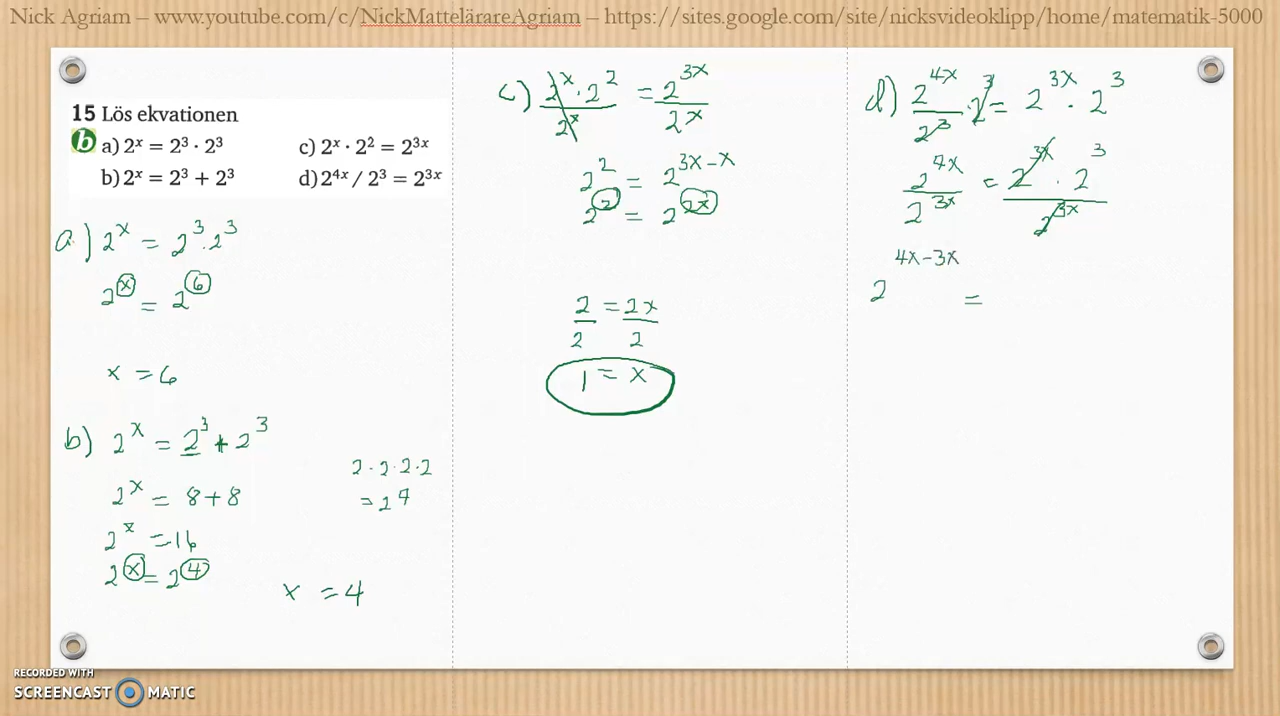 Nick Agriam – www.youtube.com/c/NickMattelärareAgriam – https://sites.google.com/site/nicksvideoklipp/home/matematik-5000
15 Lös ekvationen
b a) 2^x = 2^3 · 2^3
c) 2^x · 2^2 = 2^{3x}
b) 2^x = 2^3 + 2^3
d) 2^{4x} / 2^3 = 2^{3x}
a) 2^x = 2^3 · 2^3
2^x = 2^6
x = 6
b) 2^x = 2^3 + 2^3
2^x = 8 + 8
2^x = 16
2^x = 2^4
2 · 2 · 2 · 2
= 2^4
x = 4
c) 2^x · 2^2 / 2^x = 2^{3x} / 2^x
2^2 = 2^{3x-x}
2^2 = 2^{2x}
2/2 = 2x/2
1 = x
d) 2^{4x} / 2^3 · 2^3 = 2^{3x} · 2^3
2^{4x} / 2^{3x} = 2^{3x} · 2^3 / 2^{3x}
2^{4x-3x} =
RECORDED WITH
SCREENCAST MATIC